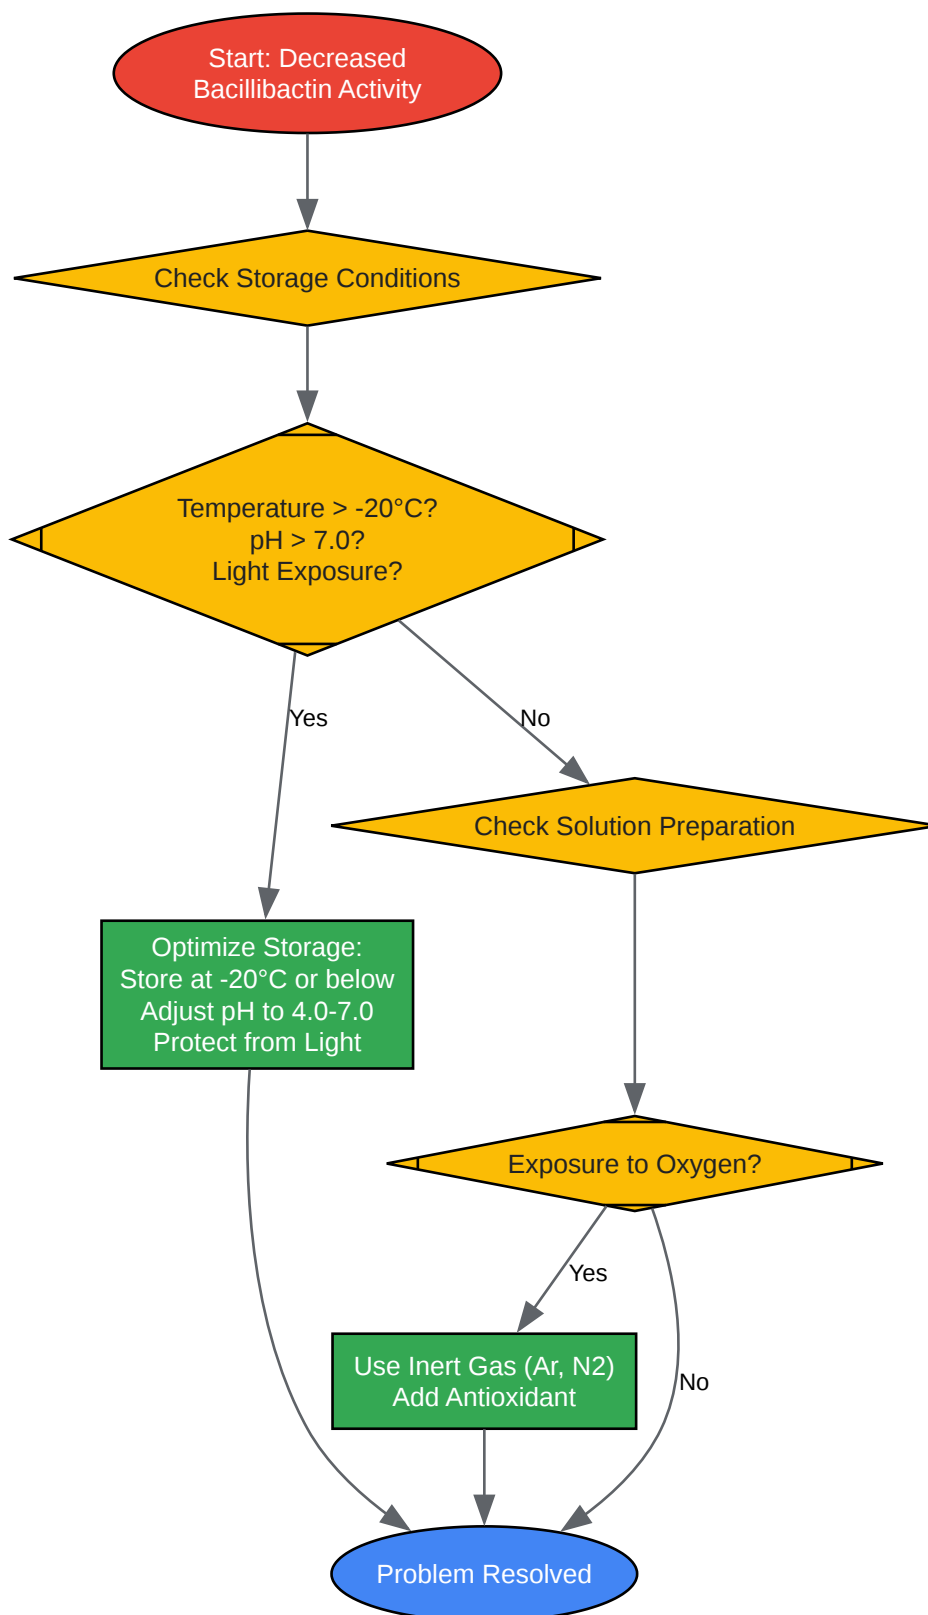 Start: Decreased
Bacillibactin Activity
Check Storage Conditions
Temperature > -20°C?
pH > 7.0?
Light Exposure?
Yes
No
Check Solution Preparation
Optimize Storage:
Store at -20°C or below
Adjust pH to 4.0-7.0
Protect from Light
Exposure to Oxygen?
Yes
Use Inert Gas (Ar, N2)
Add Antioxidant
No
Problem Resolved